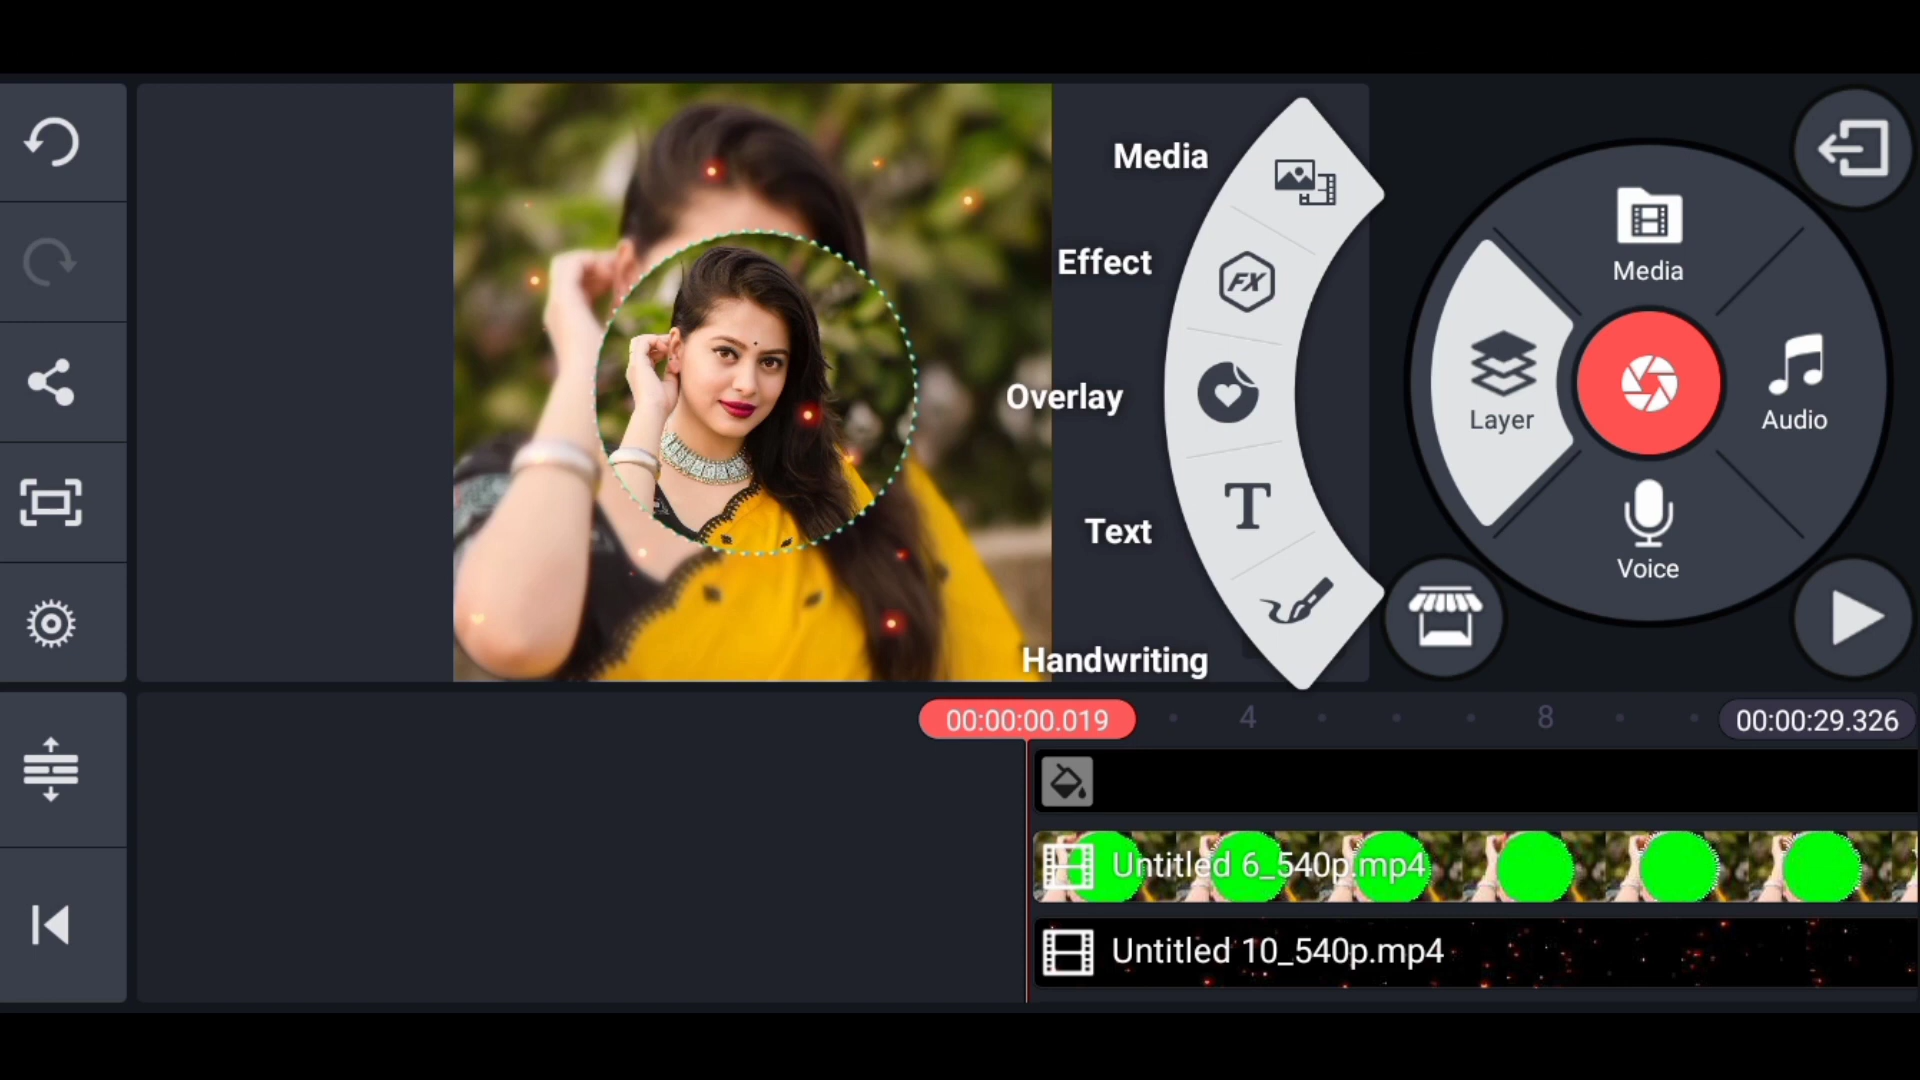 Media
Effect
Overlay
Text
Handwriting
FX
T
Media
Layer
Audio
Voice
00:00:00.019
4
8
00:00:29.326
Untitled 6_540p.mp4
Untitled 10_540p.mp4